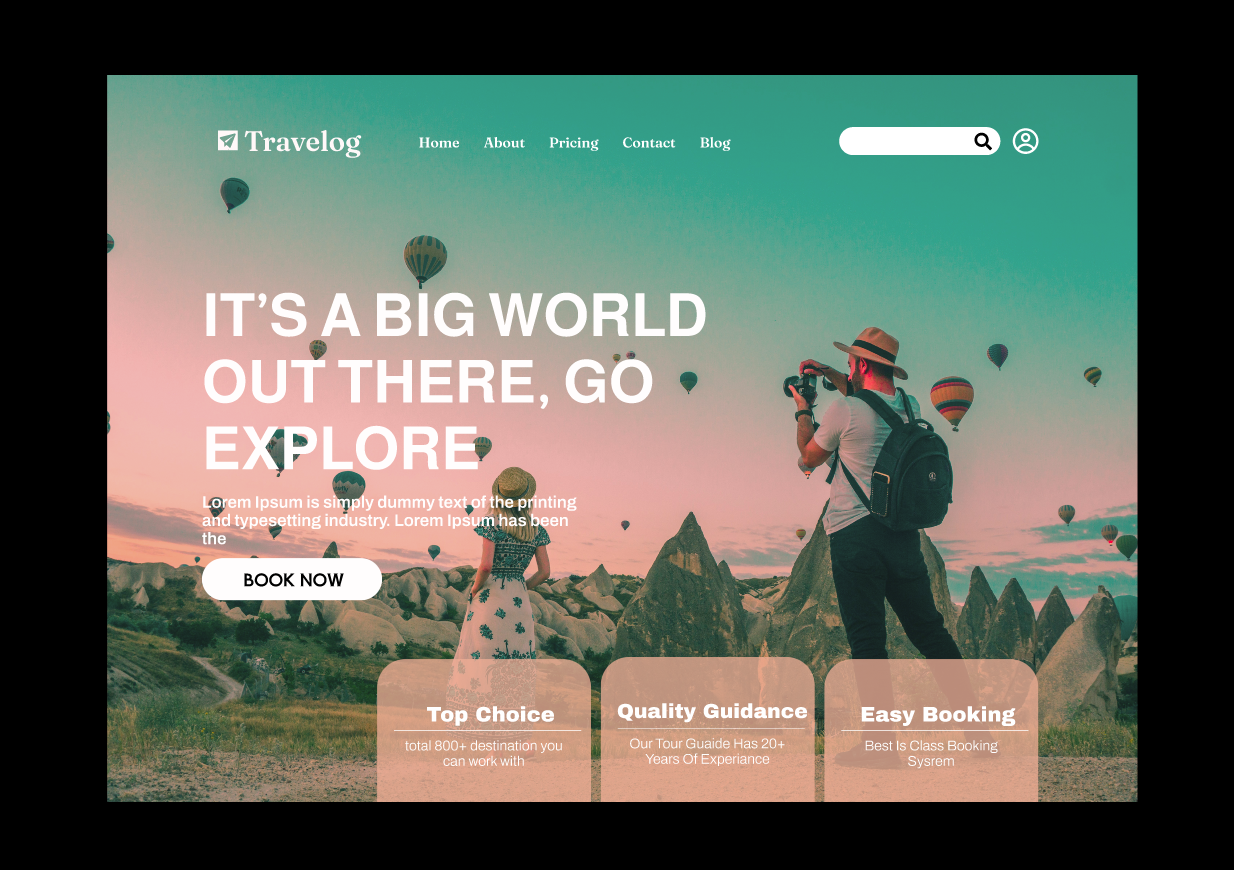 Travelog
Home About Pricing Contact Blog
IT’S A BIG WORLD
OUT THERE, GO
EXPLORE
Lorem Ipsum is simply dummy text of the printing
and typesetting industry. Lorem Ipsum has been
the
BOOK NOW
Top Choice
total 800+ destination you
can work with
Quality Guidance
Our Tour Guaide Has 20+
Years Of Experiance
Easy Booking
Best Is Class Booking
Sysrem